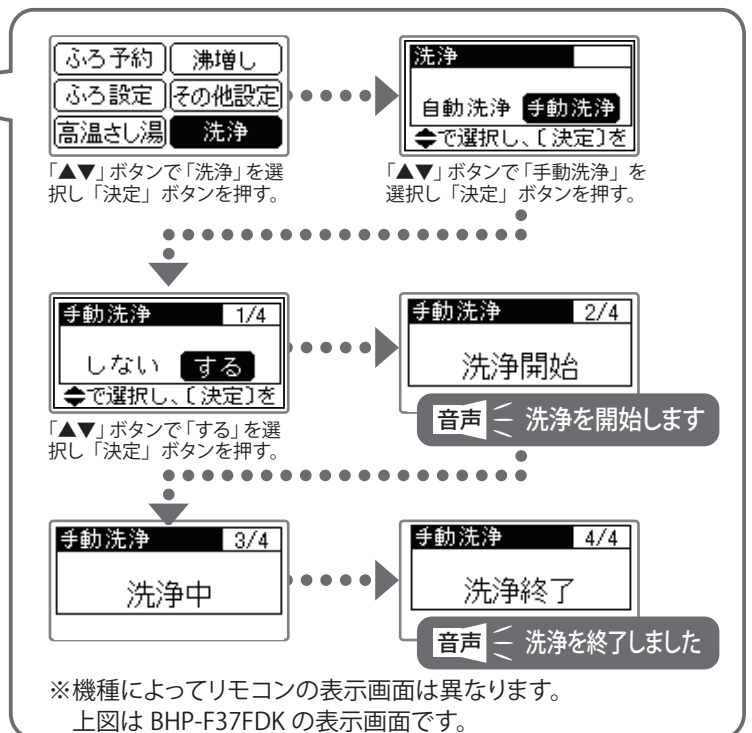 ふろ予約 沸増し
ふろ設定 その他設定
高温さし湯 洗浄
「▲▼」ボタンで「洗浄」を選
択し「決定」ボタンを押す。
洗浄
自動洗浄 手動洗浄
◆で選択し、〔決定〕を
「▲▼」ボタンで「手動洗浄」を
選択し「決定」ボタンを押す。
手動洗浄 1/4
しない する
◆で選択し、〔決定〕を
「▲▼」ボタンで「する」を選
択し「決定」ボタンを押す。
手動洗浄 2/4
洗浄開始
音声 洗浄を開始します
手動洗浄 3/4
洗浄中
手動洗浄 4/4
洗浄終了
音声 洗浄を終了しました
※機種によってリモコンの表示画面は異なります。
上図は BHP-F37FDK の表示画面です。